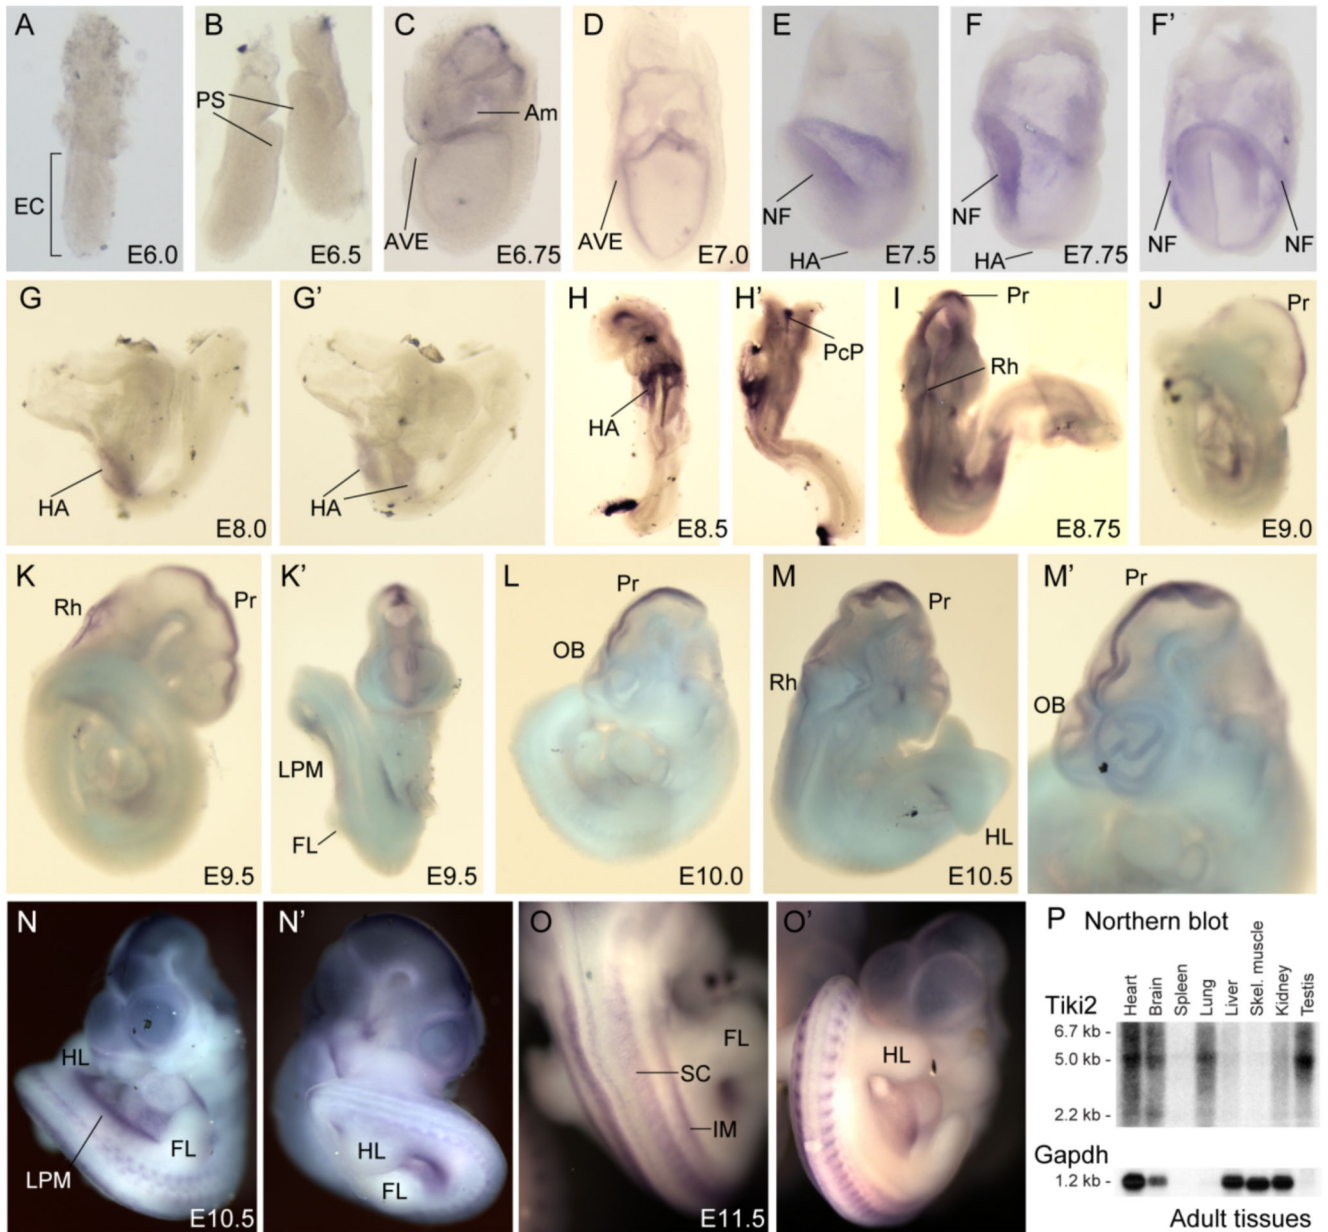 A B C D E F F'
PS Am
EC AVE AVE NF NF NF NF
HA HA
E6.0 E6.5 E6.75 E7.0 E7.5 E7.75
G G' H H' I J
Pr Pr
PcP
Rh
HA HA HA
E8.0 E8.5 E8.75 E9.0
K K' L M M'
Rh Pr Pr Pr Pr
OB Rh OB
LPM
FL HL
E9.5 E9.5 E10.0 E10.5
N N' O O' P Northern blot
Heart Brain Spleen Lung Liver Skel. muscle Kidney Testis
Tiki2
6.7 kb -
5.0 kb -
2.2 kb -
HL FL HL
SC
IM
FL HL
LPM FL
Gapdh
1.2 kb -
E10.5 E11.5 Adult tissues